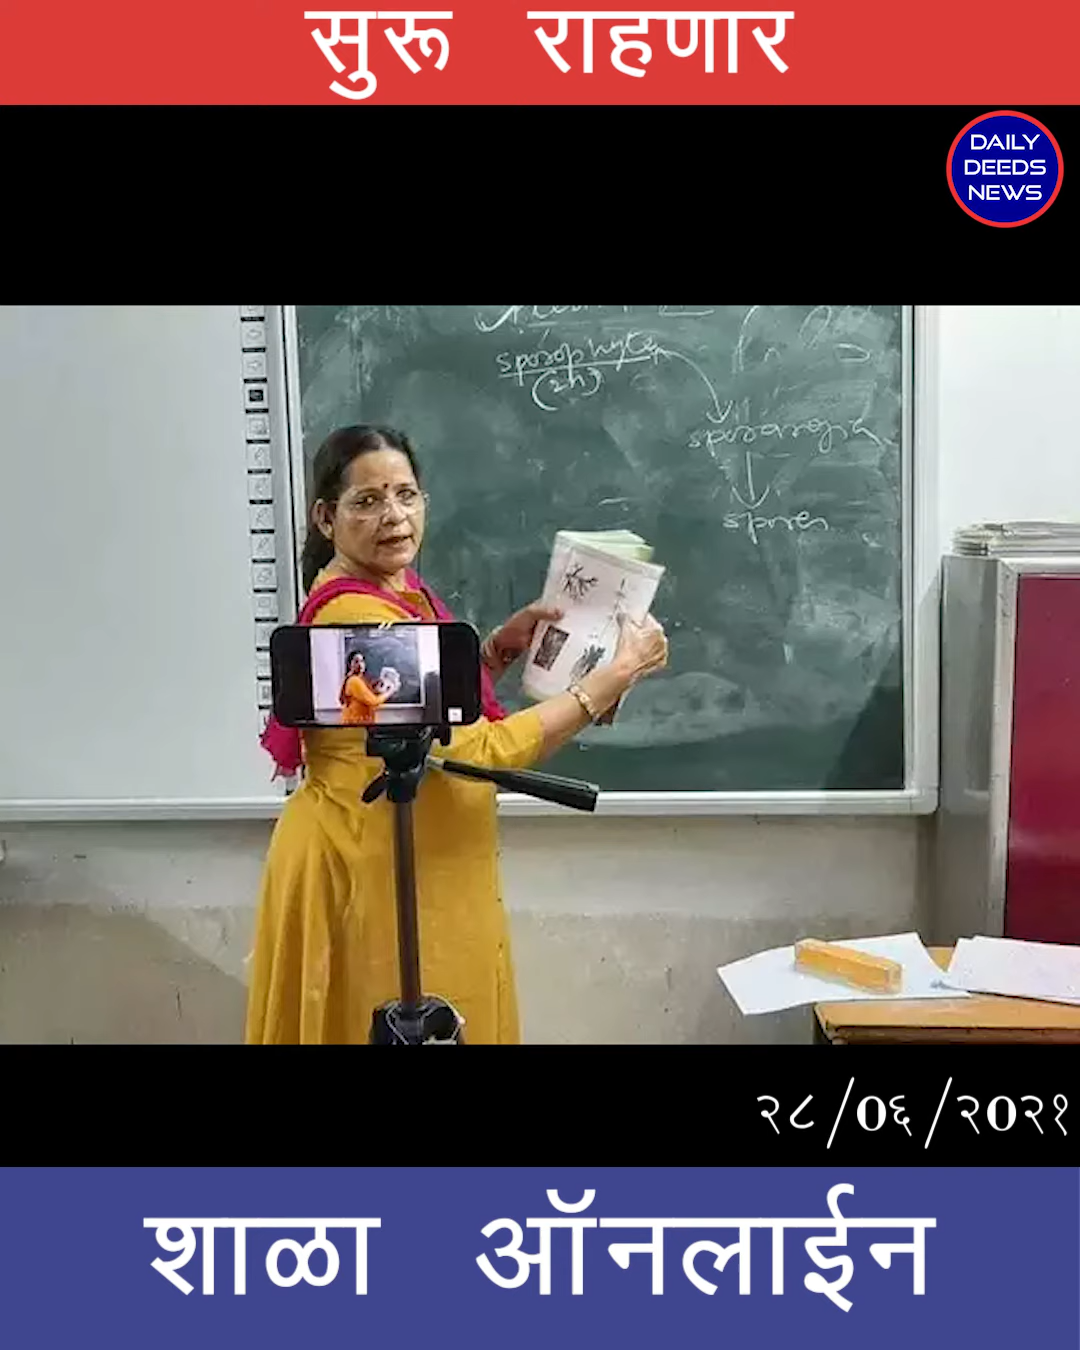 सुरू राहणार
DAILY
DEEDS
NEWS
sporophyte
(2n)
sporangia
spores
२८/०६/२०२१
शाळा ऑनलाईन